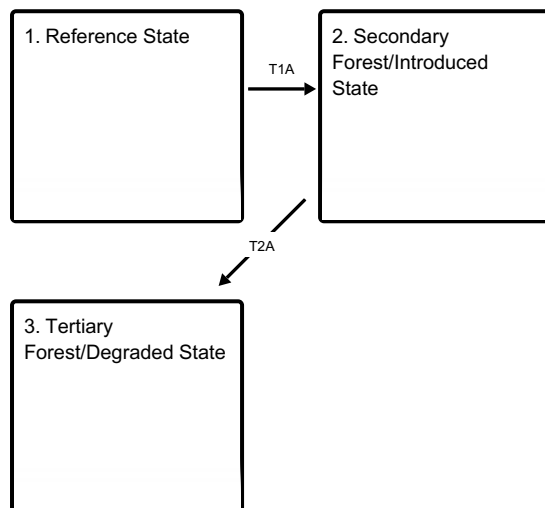 1. Reference State
T1A
2. Secondary
Forest/Introduced
State
T2A
3. Tertiary
Forest/Degraded State